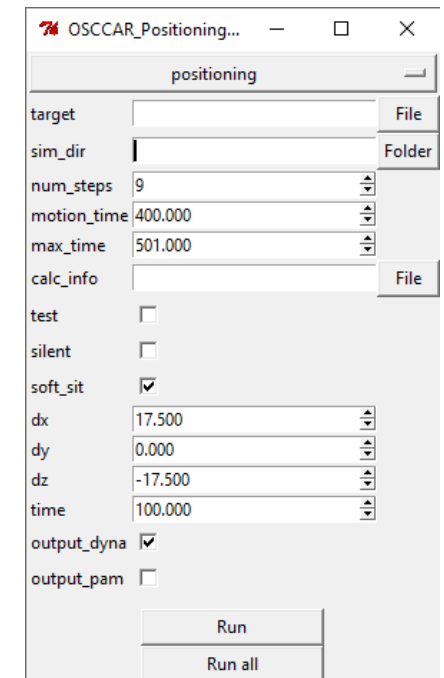 OSCCAR_Positioning...
positioning
target File
sim_dir Folder
num_steps 9
motion_time 400.000
max_time 501.000
calc_info File
test
silent
soft_sit
dx 17.500
dy 0.000
dz -17.500
time 100.000
output_dyna
output_pam
Run
Run all